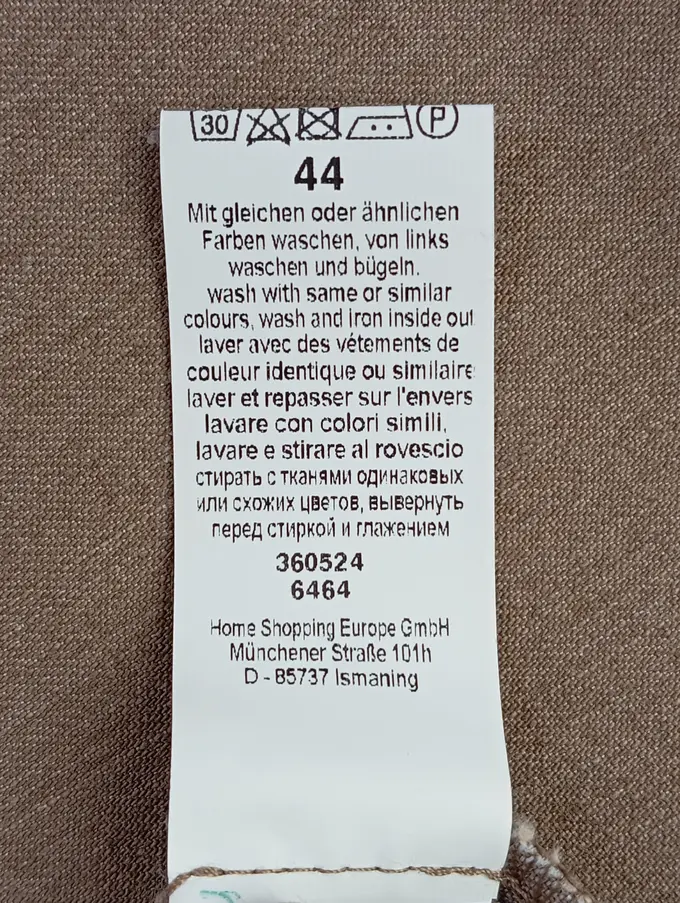 30 P
44
Mit gleichen oder ähnlichen
Farben waschen, von links
waschen und bügeln.
wash with same or similar
colours, wash and iron inside out
laver avec des vétements de
couleur identique ou similaire
laver et repasser sur l'envers
lavare con colori simili,
lavare e stirare al rovescio
стирать с тканями одинаковых
или схожих цветов, вывернуть
перед стиркой и глажением
360524
6464
Home Shopping Europe GmbH
Münchener Straße 101h
D - 85737 Ismaning